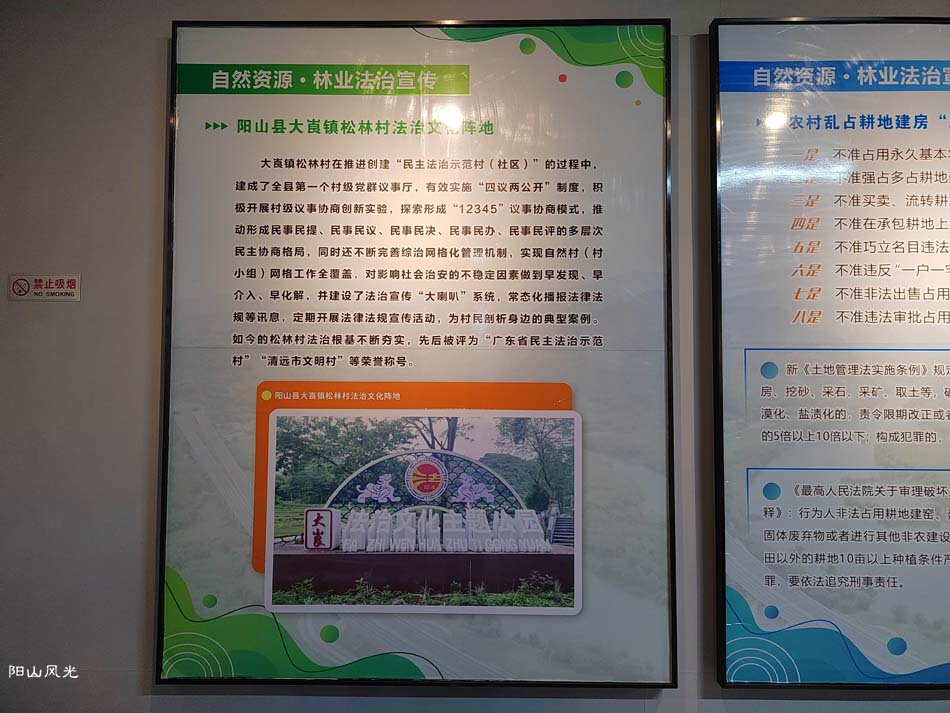 自然资源·林业法治宣传
阳山县大崀镇松林村法治文化阵地
大崀镇松林村在推进创建“民主法治示范村（社区）”的过程中，
建成了全县第一个村级党群议事厅，有效实施“四议两公开”制度，积
极开展村级议事协商创新实验，探索形成“12345”议事协商模式，推
动形成民事民提、民事民议、民事民决、民事民办、民事民评的多层次
民主协商格局，同时还不断完善综治网格化管理机制，实现自然村（村
小组）网格工作全覆盖，对影响社会治安的不稳定因素做到早发现、早
介入、早化解，并建设了法治宣传“大喇叭”系统，常态化播报法律法
规等讯息，定期开展法律法规宣传活动，为村民剖析身边的典型案例。
如今的松林村法治根基不断夯实，先后被评为“广东省民主法治示范
村”“清远市文明村”等荣誉称号。
阳山县大崀镇松林村法治文化阵地
大崀
法治文化主题公园
FA ZHI WEN HUA ZHU TI GONG YUAN
禁止吸烟
NO SMOKING
自然资源·林业法治宣
农村乱占耕地建房“
一是 不准占用永久基本农
二是 不准强占多占耕地建
三是 不准买卖、流转耕
四是 不准在承包耕地上
五是 不准巧立名目违法
六是 不准违反“一户一宅
七是 不准非法出售占用
八是 不准违法审批占用
新《土地管理法实施条例》规定
房、挖砂、采石、采矿、取土等，破
漠化、盐渍化的，责令限期改正或者
的5倍以上10倍以下；构成犯罪的，
《最高人民法院关于审理破坏
释》：行为人非法占用耕地建窑、
固体废弃物或者进行其他非农建设
田以外的耕地10亩以上种植条件严
罪，要依法追究刑事责任。
阳山风光